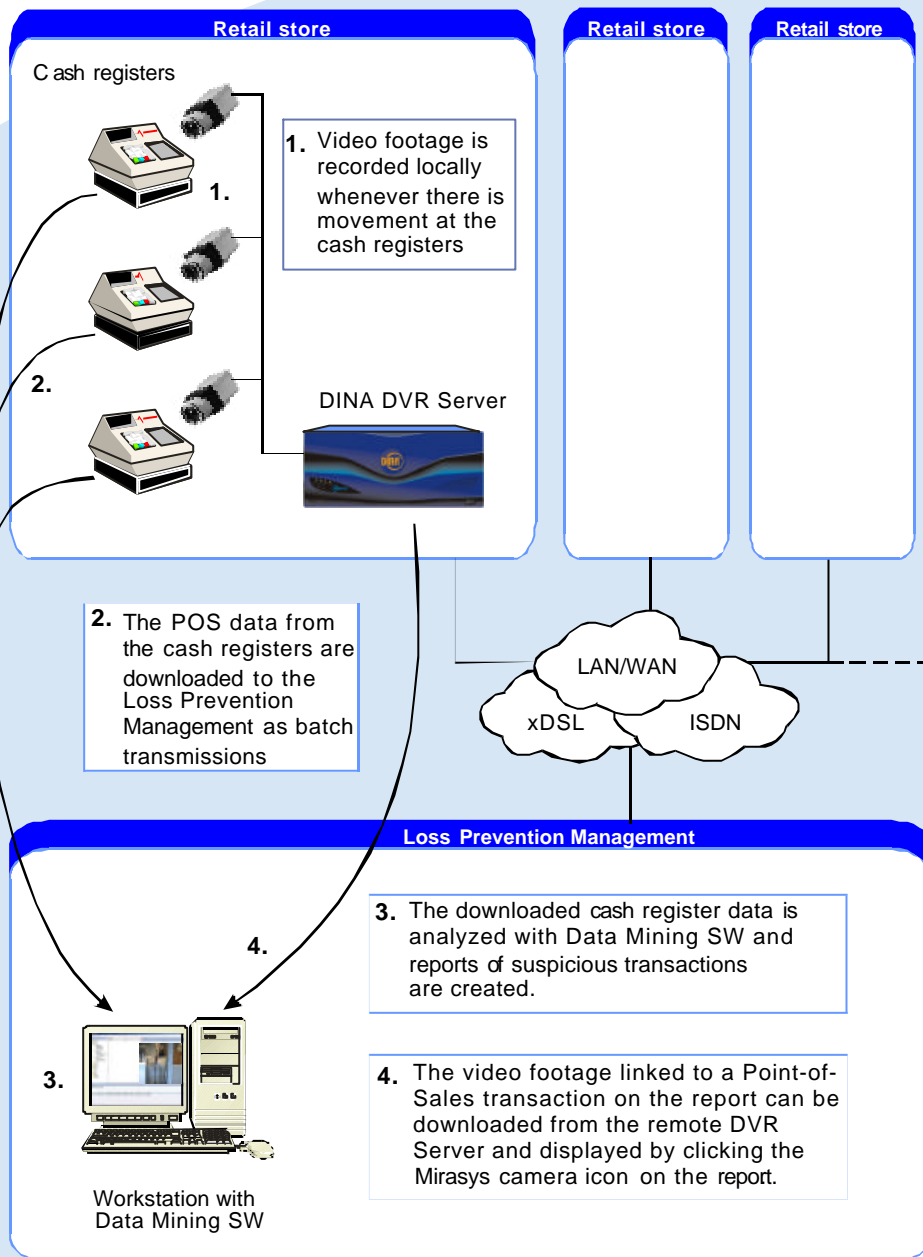 Retail store
Retail store
Retail store
Cash registers
1.
1. Video footage is
recorded locally
whenever there is
movement at the
cash registers
2.
DINA DVR Server
2. The POS data from
the cash registers are
downloaded to the
Loss Prevention
Management as batch
transmissions
LAN/WAN
xDSL
ISDN
Loss Prevention Management
4.
3. The downloaded cash register data is
analyzed with Data Mining SW and
reports of suspicious transactions
are created.
3.
4. The video footage linked to a Point-of-
Sales transaction on the report can be
downloaded from the remote DVR
Server and displayed by clicking the
Mirasys camera icon on the report.
Workstation with
Data Mining SW